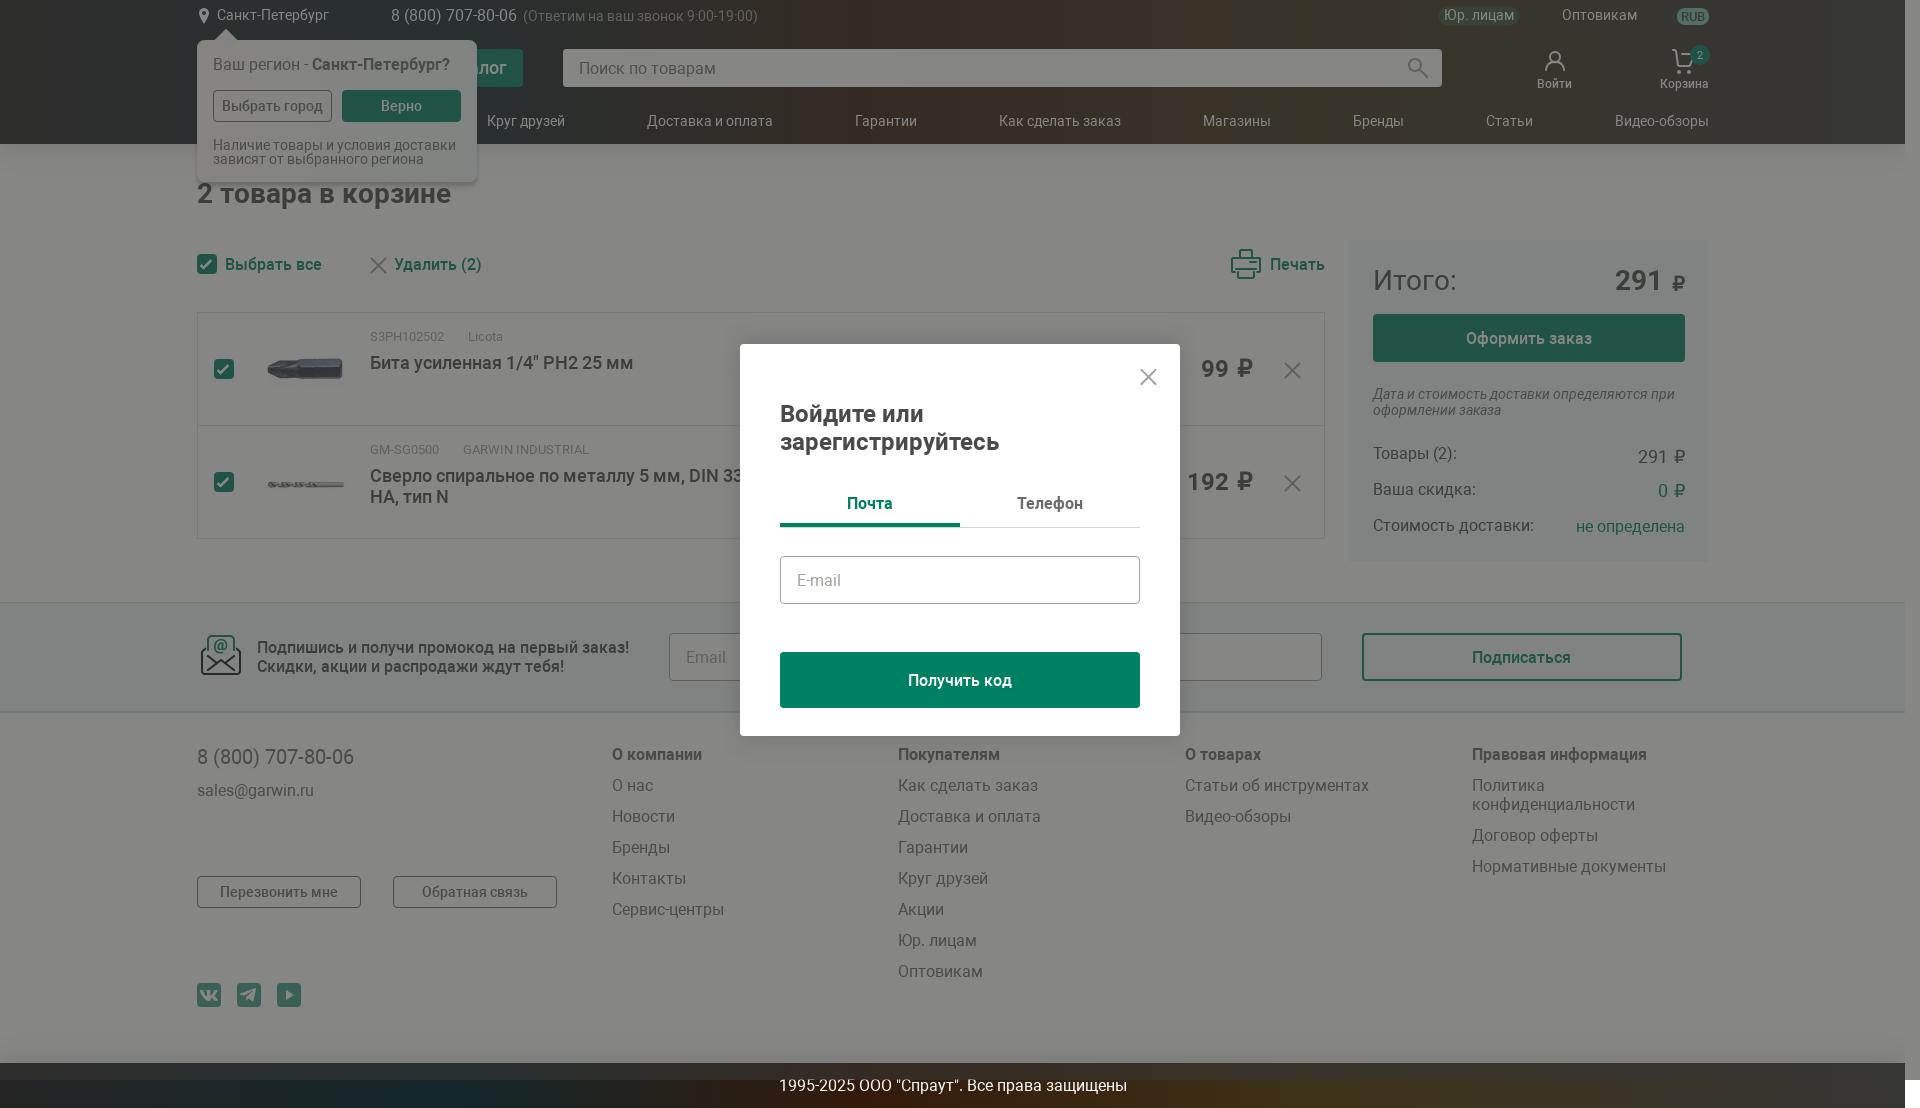 Санкт-Петербург
8 (800) 707-80-06 (Ответим на ваш звонок 9:00-19:00)
Юр. лицам
Оптовикам
RUB
Ваш регион - Санкт-Петербург?
Выбрать город
Верно
Наличие товары и условия доставки
зависят от выбранного региона
Поиск по товарам
Войти
2
Корзина
Круг друзей
Доставка и оплата
Гарантии
Как сделать заказ
Магазины
Бренды
Статьи
Видео-обзоры
2 товара в корзине
Выбрать все
Удалить (2)
Печать
S3PH102502 Licota
Бита усиленная 1/4" PH2 25 мм
99 ₽
GM-SG0500 GARWIN INDUSTRIAL
Сверло спиральное по металлу 5 мм, DIN
НА, тип N
192 ₽
Итого: 291 ₽
Оформить заказ
Дата и стоимость доставки определяются при
оформлении заказа
Товары (2): 291 ₽
Ваша скидка: 0 ₽
Стоимость доставки: не определена
Войдите или
зарегистрируйтесь
Почта
Телефон
E-mail
Получить код
@
Подпишись и получи промокод на первый заказ!
Скидки, акции и распродажи ждут тебя!
Email
Подписаться
8 (800) 707-80-06
sales@garwin.ru
Перезвонить мне
Обратная связь
О компании
О нас
Новости
Бренды
Контакты
Сервис-центры
Покупателям
Как сделать заказ
Доставка и оплата
Гарантии
Круг друзей
Акции
Юр. лицам
Оптовикам
О товарах
Статьи об инструментах
Видео-обзоры
Правовая информация
Политика
конфиденциальности
Договор оферты
Нормативные документы
1995-2025 ООО "Спраут". Все права защищены